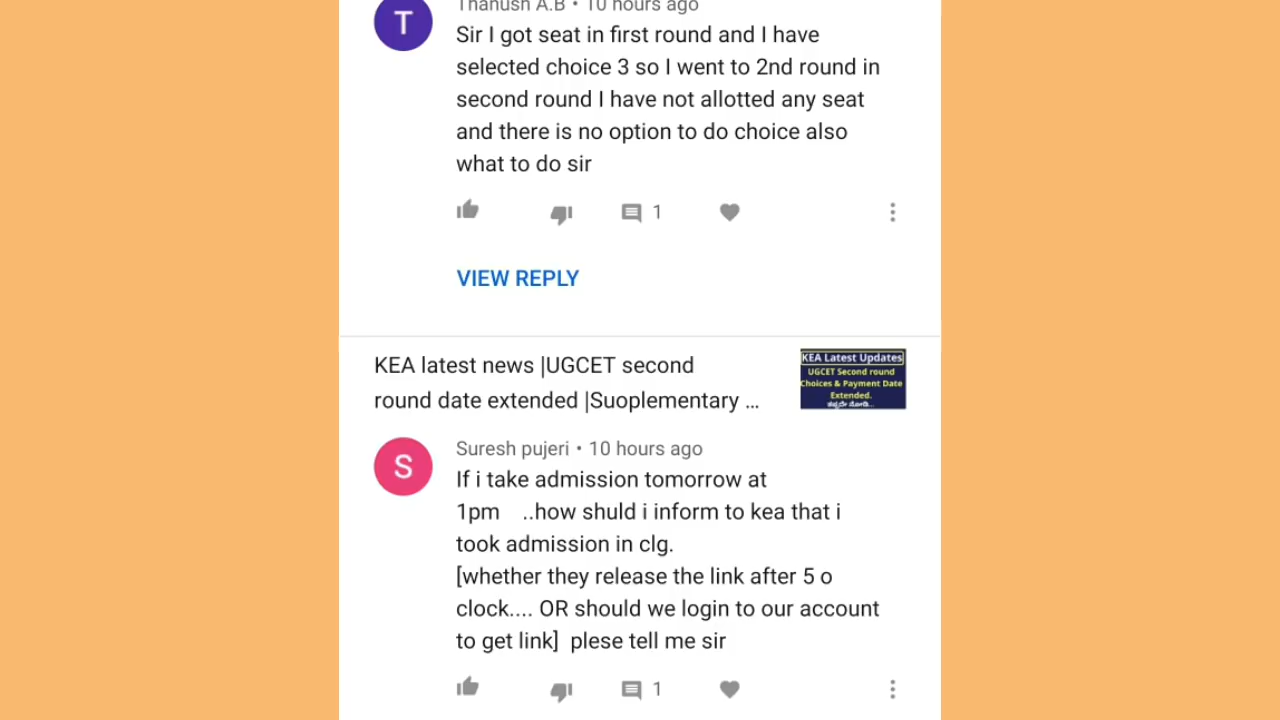 T
Thanush A.B • 10 hours ago
Sir I got seat in first round and I have
selected choice 3 so I went to 2nd round in
second round I have not allotted any seat
and there is no option to do choice also
what to do sir
1
VIEW REPLY
KEA latest news |UGCET second
round date extended |Suoplementary ...
KEA Latest Updates
UGCET Second round
Choices & Payment Date
Extended.
ತಪ್ಪದೇ ನೋಡಿ...
S
Suresh pujeri • 10 hours ago
If i take admission tomorrow at
1pm    ..how shuld i inform to kea that i
took admission in clg.
[whether they release the link after 5 o
clock.... OR should we login to our account
to get link]  plese tell me sir
1